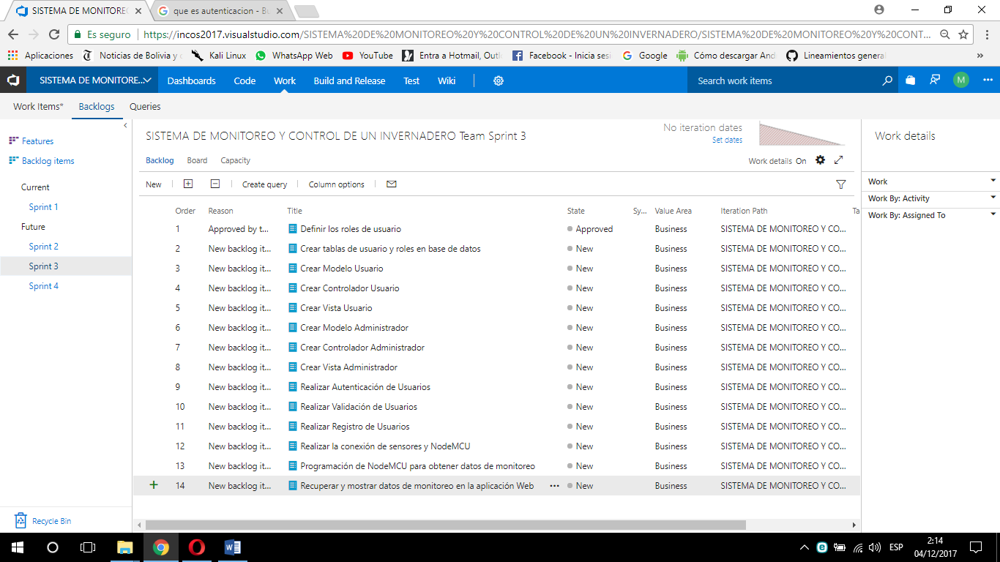 SISTEMA DE MONITOREO
que es autenticacion - Bu
Es seguro https://incos2017.visualstudio.com/SISTEMA%20DE%20MONITOREO%20Y%20CONTROL%20DE%20UN%20INVERNADERO/SISTEMA%20DE%20MONITOREO%20Y%20CONT...
Aplicaciones Noticias de Bolivia y Kali Linux WhatsApp Web YouTube Entra a Hotmail, Outl Facebook - Inicia sesi Google Cómo descargar And Lineamientos general »
SISTEMA DE MONITORE... Dashboards Code Work Build and Release Test Wiki Search work items M
Work Items* Backlogs Queries
Features
Backlog items
Current
Sprint 1
Future
Sprint 2
Sprint 3
Sprint 4
Recycle Bin
SISTEMA DE MONITOREO Y CONTROL DE UN INVERNADERO Team Sprint 3
No iteration dates
Set dates
Backlog Board Capacity Work details On
New Create query Column options
Order Reason Title State Sy... Value Area Iteration Path Ta
1 Approved by t... Definir los roles de usuario Approved Business SISTEMA DE MONITOREO Y CO...
2 New backlog it... Crear tablas de usuario y roles en base de datos New Business SISTEMA DE MONITOREO Y CO...
3 New backlog it... Crear Modelo Usuario New Business SISTEMA DE MONITOREO Y CO...
4 New backlog it... Crear Controlador Usuario New Business SISTEMA DE MONITOREO Y CO...
5 New backlog it... Crear Vista Usuario New Business SISTEMA DE MONITOREO Y CO...
6 New backlog it... Crear Modelo Administrador New Business SISTEMA DE MONITOREO Y CO...
7 New backlog it... Crear Controlador Administrador New Business SISTEMA DE MONITOREO Y CO...
8 New backlog it... Crear Vista Administrador New Business SISTEMA DE MONITOREO Y CO...
9 New backlog it... Realizar Autenticación de Usuarios New Business SISTEMA DE MONITOREO Y CO...
10 New backlog it... Realizar Validación de Usuarios New Business SISTEMA DE MONITOREO Y CO...
11 New backlog it... Realizar Registro de Usuarios New Business SISTEMA DE MONITOREO Y CO...
12 New backlog it... Realizar la conexión de sensores y NodeMCU New Business SISTEMA DE MONITOREO Y CO...
13 New backlog it... Programación de NodeMCU para obtener datos de monitoreo New Business SISTEMA DE MONITOREO Y CO...
14 New backlog it... Recuperar y mostrar datos de monitoreo en la aplicación Web New Business SISTEMA DE MONITOREO Y CO...
Work details
Work
Work By: Activity
Work By: Assigned To
ESP
2:14
04/12/2017